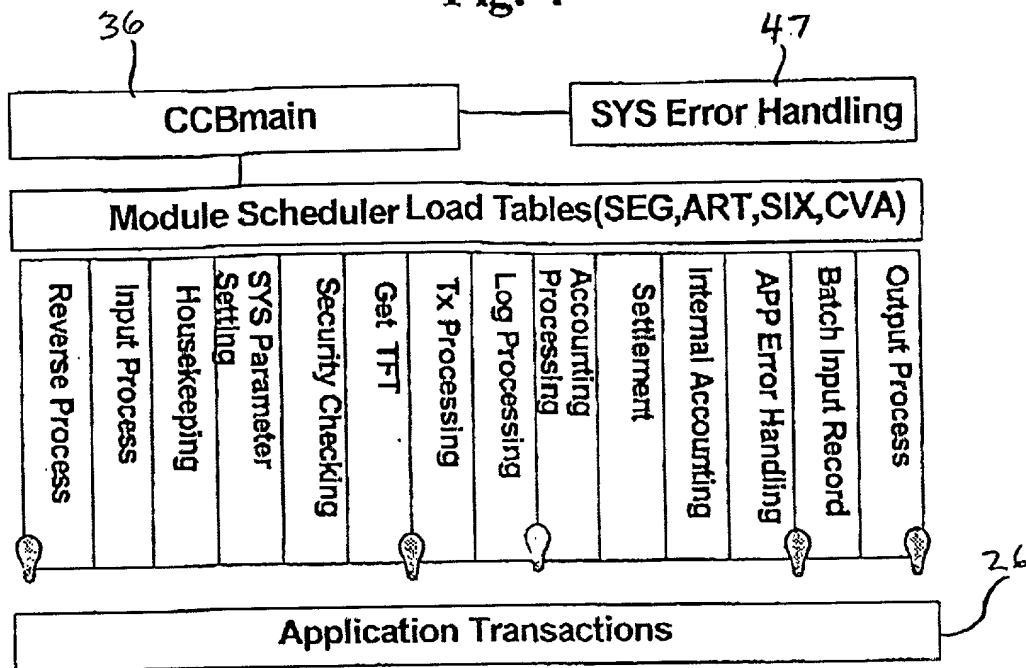 36
47
CCBmain
SYS Error Handling
Module Scheduler Load Tables(SEG,ART,SIX,CVA)
Reverse Process
Input Process
Housekeeping
SYS Parameter
Setting
Security Checking
Get TFT
Tx Processing
Log Processing
Accounting
Processing
Settlement
Internal Accounting
APP Error Handling
Batch Input Record
Output Process
26
Application Transactions